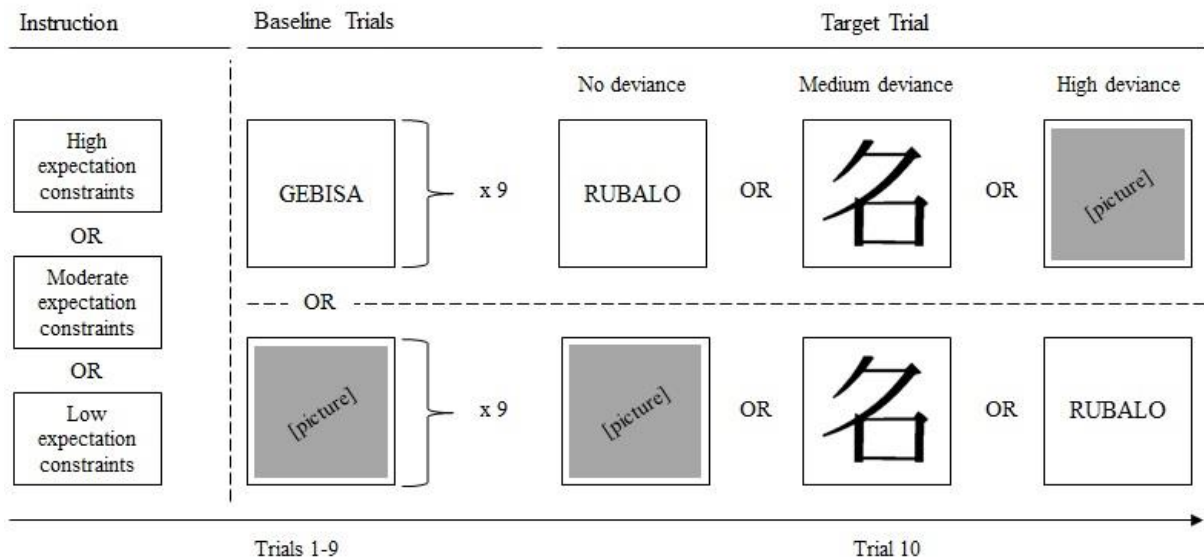 Instruction
Baseline Trials
Target Trial
No deviance
Medium deviance
High deviance
High
expectation
constraints
OR
Moderate
expectation
constraints
OR
Low
expectation
constraints
GEBISA
x 9
RUBALO
OR
名
OR
[picture]
OR
[picture]
x 9
[picture]
OR
名
OR
RUBALO
Trials 1-9
Trial 10